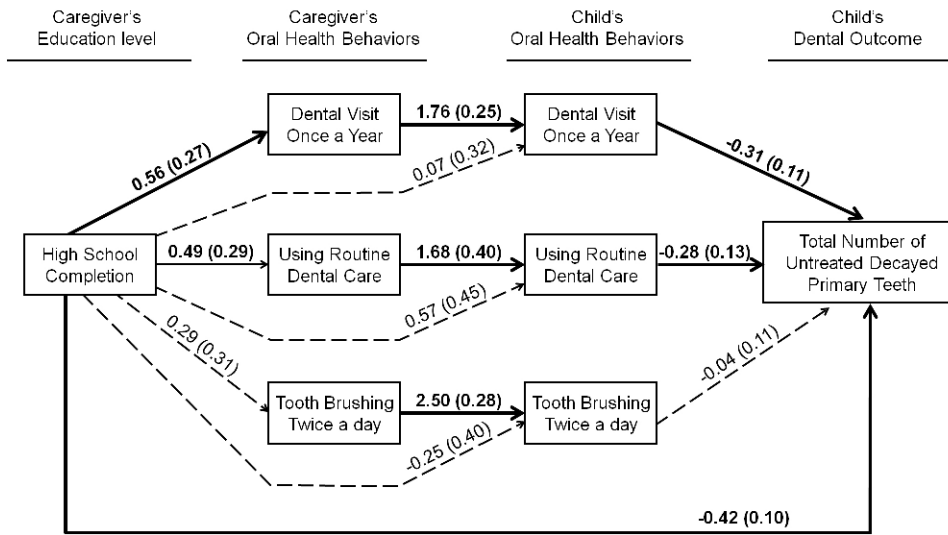 Caregiver's
Education level
Caregiver's
Oral Health Behaviors
Child's
Oral Health Behaviors
Child's
Dental Outcome
Dental Visit
Once a Year
1.76 (0.25)
Dental Visit
Once a Year
0.56 (0.27)
0.07 (0.32)
-0.31 (0.11)
High School
Completion
0.49 (0.29)
Using Routine
Dental Care
1.68 (0.40)
Using Routine
Dental Care
-0.28 (0.13)
Total Number of
Untreated Decayed
Primary Teeth
0.57 (0.45)
0.29 (0.31)
-0.04 (0.11)
Tooth Brushing
Twice a day
2.50 (0.28)
Tooth Brushing
Twice a day
-0.25 (0.40)
-0.42 (0.10)